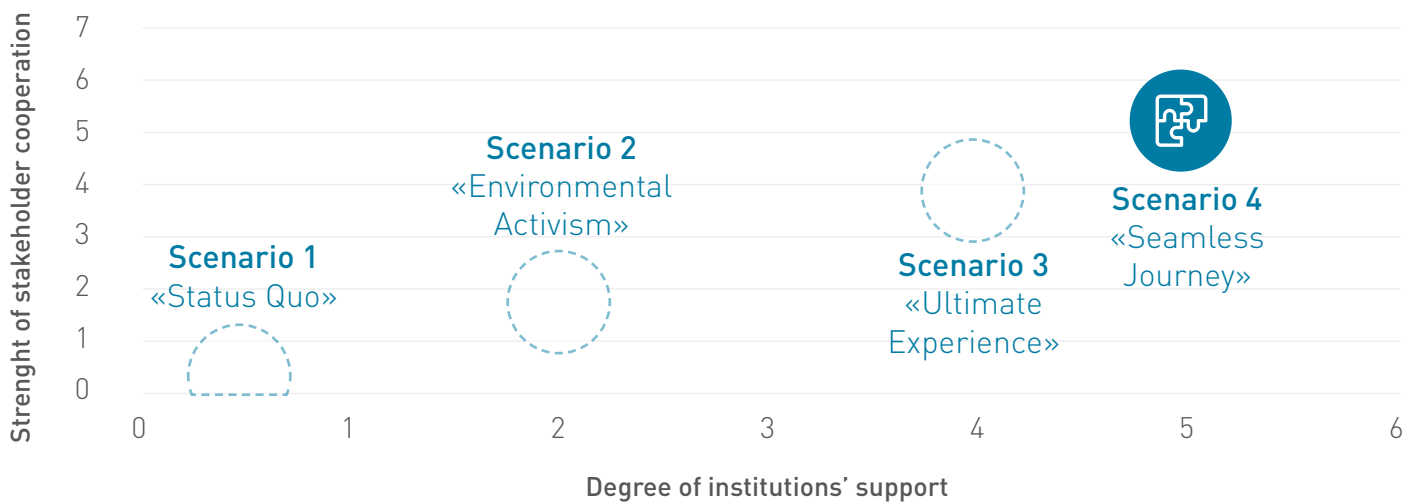 Strenght of stakeholder cooperation
7
6
5
4
3
2
1
0
Scenario 1
«Status Quo»
Scenario 2
«Environmental
Activism»
Scenario 3
«Ultimate
Experience»
Scenario 4
«Seamless
Journey»
0 1 2 3 4 5 6
Degree of institutions’ support